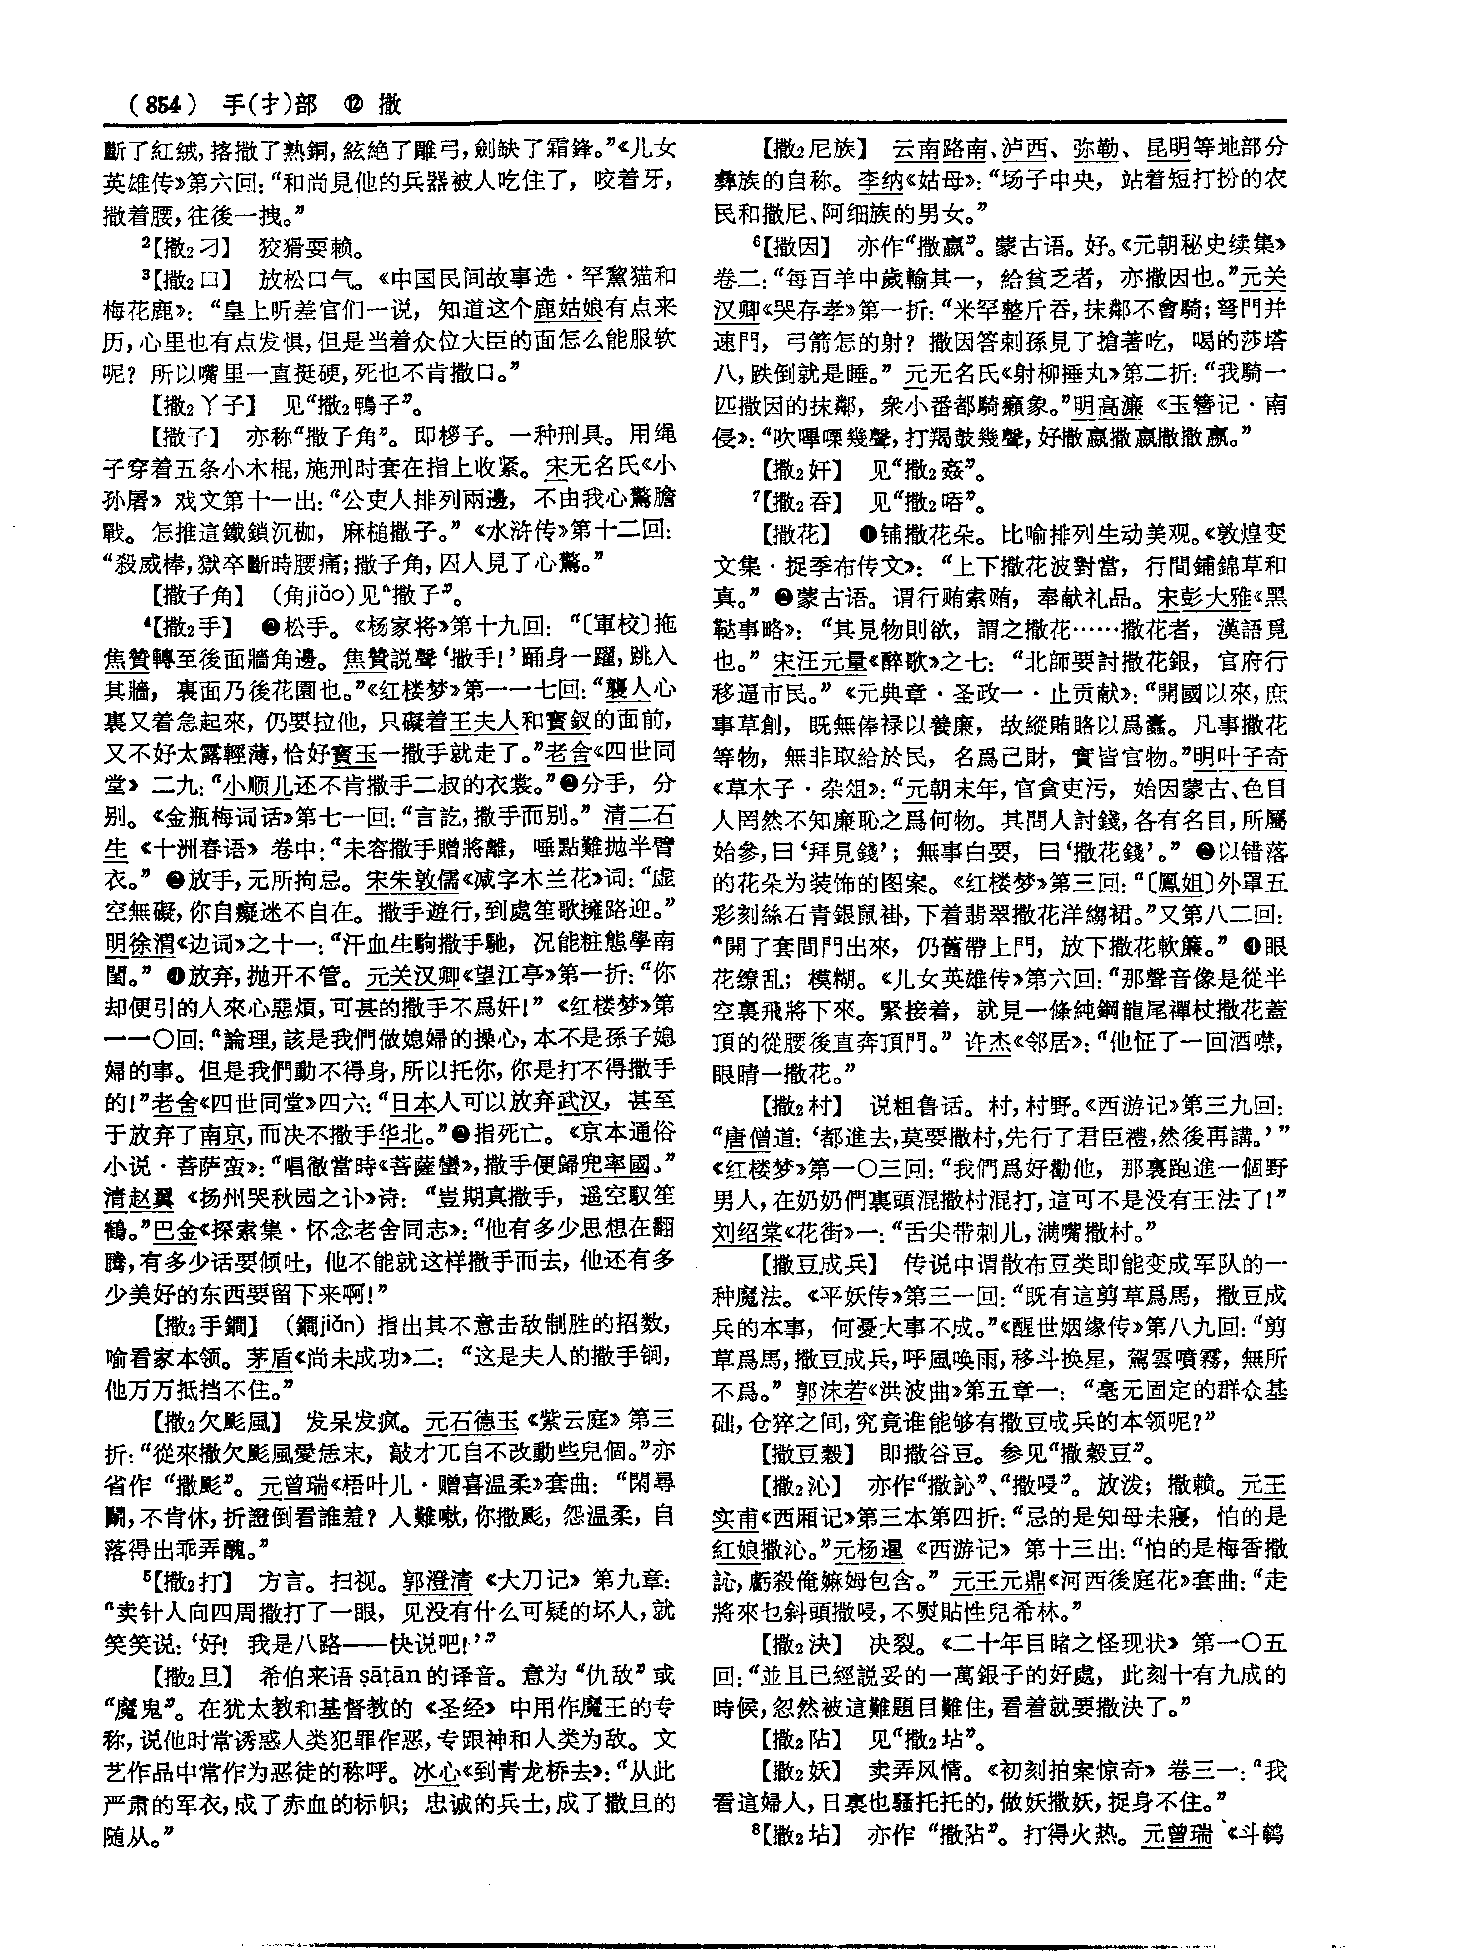 (854) 手(扌)部 ⑫ 撒
斷了紅絨,撘撒了熟銅,絃絶了雕弓,劍缺了霜鋒。”《儿女
英雄传》第六回:“和尚見他的兵器被人吃住了,咬着牙,
撒着腰,往後一拽。”
²【撒₂刁】 狡猾耍赖。
³【撒₂口】 放松口气。《中国民间故事选·罕黨猫和
梅花鹿》:“皇上听差官们一说,知道这个鹿姑娘有点来
历,心里也有点发惧,但是当着众位大臣的面怎么能服软
呢?所以嘴里一直挺硬,死也不肯撒口。”
【撒₂丫子】 见“撒₂鴨子”。
【撒子】 亦称“撒子角”。即拶子。一种刑具。用绳
子穿着五条小木棍,施刑时套在指上收紧。宋无名氏《小
孙屠》戏文第十一出:“公吏人排列兩邊,不由我心驚膽
戰。怎推這鐵鎖沉枷,麻槌撒子。”《水浒传》第十二回:
“殺威棒,獄卒斷時腰痛;撒子角,囚人見了心驚。”
【撒子角】 (角jiǎo)见“撒子”。
⁴【撒₂手】 ❶松手。《杨家将》第十九回:“〔軍校〕拖
焦贊轉至後面牆角邊。焦贊説聲‘撒手!’踊身一躍,跳入
其牆,裏面乃後花園也。”《红楼梦》第一一七回:“襲人心
裏又着急起來,仍要拉他,只礙着王夫人和寳釵的面前,
又不好太露輕薄,恰好寳玉一撒手就走了。”老舍《四世同
堂》二九:“小顺儿还不肯撒手二叔的衣裳。”❷分手,分
别。《金瓶梅词话》第七一回:“言訖,撒手而别。”清二石
生《十洲春语》卷中:“未容撒手贈將離,唾點難抛半臂
衣。”❸放手,无所拘忌。宋朱敦儒《减字木兰花》词:“虚
空無礙,你自癡迷不自在。撒手遊行,到處笙歌擁路迎。”
明徐渭《边词》之十一:“汗血生駒撒手馳,况能粧態學南
閨。”❹放弃,抛开不管。元关汉卿《望江亭》第一折:“你
却便引的人來心惡煩,可甚的撒手不爲奸!”《红楼梦》第
一一〇回:“論理,該是我們做媳婦的操心,本不是孫子媳
婦的事。但是我們動不得身,所以托你,你是打不得撒手
的!”老舍《四世同堂》四六:“日本人可以放弃武汉,甚至
于放弃了南京,而决不撒手华北。”❺指死亡。《京本通俗
小说·菩萨蛮》:“唱徹當時《菩薩蠻》,撒手便歸兜率國。”
清赵翼《扬州哭秋园之讣》诗:“豈期真撒手,遥空馭笙
鶴。”巴金《探索集·怀念老舍同志》:“他有多少思想在翻
腾,有多少话要倾吐,他不能就这样撒手而去,他还有多
少美好的东西要留下来啊!”
【撒₂手鐧】 (鐧jiǎn) 指出其不意击敌制胜的招数,
喻看家本领。茅盾《尚未成功》二:“这是夫人的撒手锏,
他万万抵挡不住。”
【撒₂欠颩風】 发呆发疯。元石德玉《紫云庭》第三
折:“從來撒欠颩風愛恁末,敲才兀自不改動些兒個。”亦
省作“撒颩”。元曾瑞《梧叶儿·赠喜温柔》套曲:“閑尋
鬭,不肯休,折證倒看誰羞?人難瞅,你撒颩,怨温柔,自
落得出乖弄醜。”
⁵【撒₂打】 方言。扫视。郭澄清《大刀记》第九章:
“卖针人向四周撒打了一眼,见没有什么可疑的坏人,就
笑笑说:‘好!我是八路——快说吧!’”
【撒₂旦】 希伯来语ṣāṭān的译音。意为“仇敌”或
“魔鬼”。在犹太教和基督教的《圣经》中用作魔王的专
称,说他时常诱惑人类犯罪作恶,专跟神和人类为敌。文
艺作品中常作为恶徒的称呼。冰心《到青龙桥去》:“从此
严肃的军衣,成了赤血的标帜;忠诚的兵士,成了撒旦的
随从。”
【撒₂尼族】 云南路南、泸西、弥勒、昆明等地部分
彝族的自称。李纳《姑母》:“场子中央,站着短打扮的农
民和撒尼、阿细族的男女。”
⁶【撒因】 亦作“撒嬴”。蒙古语。好。《元朝秘史续集》
卷二:“每百羊中歲輸其一,給貧乏者,亦撒因也。”元关
汉卿《哭存孝》第一折:“米罕整斤吞,抹鄰不會騎;弩門并
速門,弓箭怎的射?撒因答剌孫見了搶著吃,喝的莎塔
八,跌倒就是睡。”元无名氏《射柳捶丸》第二折:“我騎一
匹撒因的抹鄰,衆小番都騎癩象。”明高濂《玉簪记·南
侵》:“吹嗶嘌幾聲,打羯鼓幾聲,好撒嬴撒嬴撒撒嬴。”
【撒₂奸】 见“撒₂姦”。
⁷【撒₂吞】 见“撒₂㖔”。
【撒花】 ❶铺撒花朵。比喻排列生动美观。《敦煌变
文集·捉季布传文》:“上下撒花波對當,行間鋪錦草和
真。”❷蒙古语。谓行贿索贿,奉献礼品。宋彭大雅《黑
鞑事略》:“其見物則欲,謂之撒花……撒花者,漢語覓
也。”宋汪元量《醉歌》之七:“北師要討撒花銀,官府行
移逼市民。”《元典章·圣政一·止贡献》:“開國以來,庶
事草創,既無俸禄以養廉,故縱賄賂以爲蠹。凡事撒花
等物,無非取給於民,名爲己財,實皆官物。”明叶子奇
《草木子·杂俎》:“元朝末年,官貪吏污,始因蒙古、色目
人罔然不知廉恥之爲何物。其問人討錢,各有名目,所屬
始參,曰‘拜見錢’;無事白要,曰‘撒花錢’。”❸以错落
的花朵为装饰的图案。《红楼梦》第三回:“〔鳳姐〕外罩五
彩刻絲石青銀鼠褂,下着翡翠撒花洋縐裙。”又第八二回:
“開了套間門出來,仍舊帶上門,放下撒花軟簾。”❹眼
花缭乱;模糊。《儿女英雄传》第六回:“那聲音像是從半
空裏飛將下來。緊接着,就見一條純鋼龍尾禪杖撒花蓋
頂的從腰後直奔頂門。”许杰《邻居》:“他怔了一回酒噤,
眼睛一撒花。”
【撒₂村】 说粗鲁话。村,村野。《西游记》第三九回:
“唐僧道:‘都進去,莫要撒村,先行了君臣禮,然後再講。’”
《红楼梦》第一〇三回:“我們爲好勸他,那裏跑進一個野
男人,在奶奶們裏頭混撒村混打,這可不是没有王法了!”
刘绍棠《花街》一:“舌尖带刺儿,满嘴撒村。”
【撒豆成兵】 传说中谓散布豆类即能变成军队的一
种魔法。《平妖传》第三一回:“既有這剪草爲馬,撒豆成
兵的本事,何憂大事不成。”《醒世姻缘传》第八九回:“剪
草爲馬,撒豆成兵,呼風唤雨,移斗换星,駕雲噴霧,無所
不爲。”郭沫若《洪波曲》第五章一:“毫无固定的群众基
础,仓猝之间,究竟谁能够有撒豆成兵的本领呢?”
【撒豆穀】 即撒谷豆。参见“撒穀豆”。
【撒₂沁】 亦作“撒訫”、“撒唚”。放泼;撒赖。元王
实甫《西厢记》第三本第四折:“忌的是知母未寢,怕的是
紅娘撒沁。”元杨暹《西游记》第十三出:“怕的是梅香撒
訫,虧殺俺嫲姆包含。”元王元鼎《河西後庭花》套曲:“走
將來乜斜頭撒唚,不熨貼性兒希林。”
【撒₂決】 决裂。《二十年目睹之怪现状》第一〇五
回:“並且已經説妥的一萬銀子的好處,此刻十有九成的
時候,忽然被這難題目難住,看着就要撒決了。”
【撒₂阽】 见“撒₂坫”。
【撒₂妖】 卖弄风情。《初刻拍案惊奇》卷三一:“我
看這婦人,日裏也騷托托的,做妖撒妖,捉身不住。”
⁸【撒₂坫】 亦作“撒阽”。打得火热。元曾瑞《斗鹌